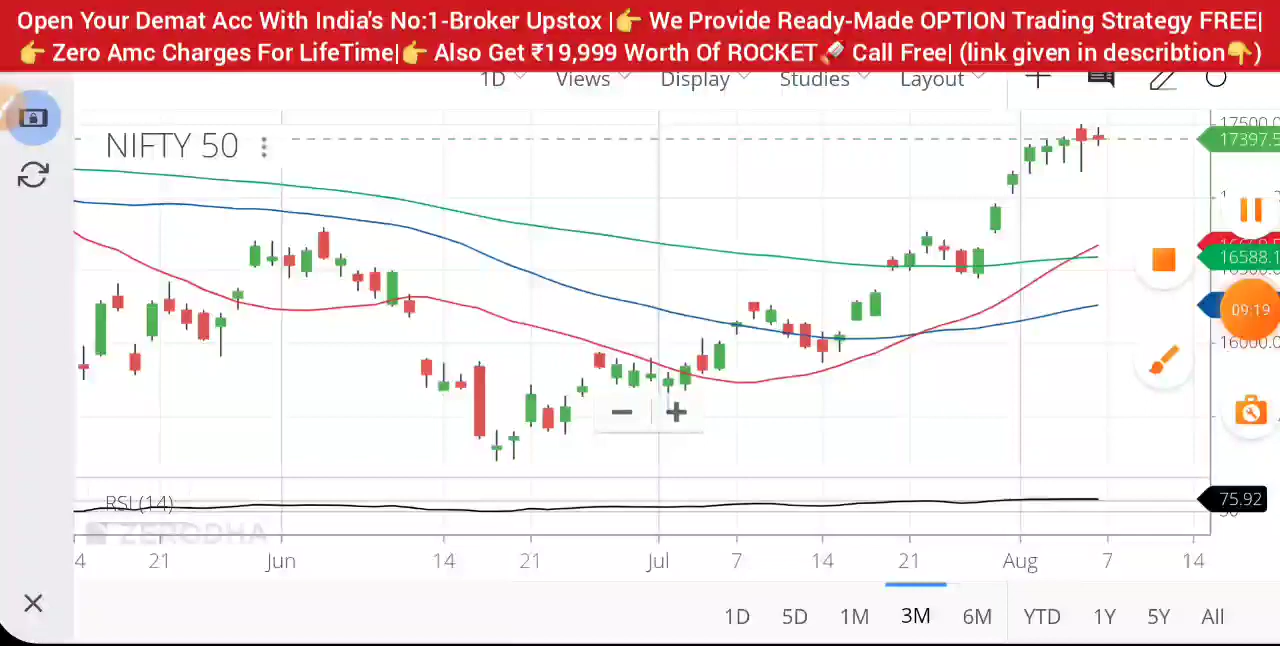 Open Your Demat Acc With India's No:1-Broker Upstox |👉 We Provide Ready-Made OPTION Trading Strategy FREE|
👉 Zero Amc Charges For LifeTime|👉 Also Get ₹19,999 Worth Of ROCKET🚀 Call Free| (link given in describtion👇)
1D Views Display Studies Layout
NIFTY 50
17500.0
17397.5
16588.1
09:19
16000.0
RSI (14)
75.92
ZERODHA
4 21 Jun 14 21 Jul 7 14 21 Aug 7 14
1D 5D 1M 3M 6M YTD 1Y 5Y All